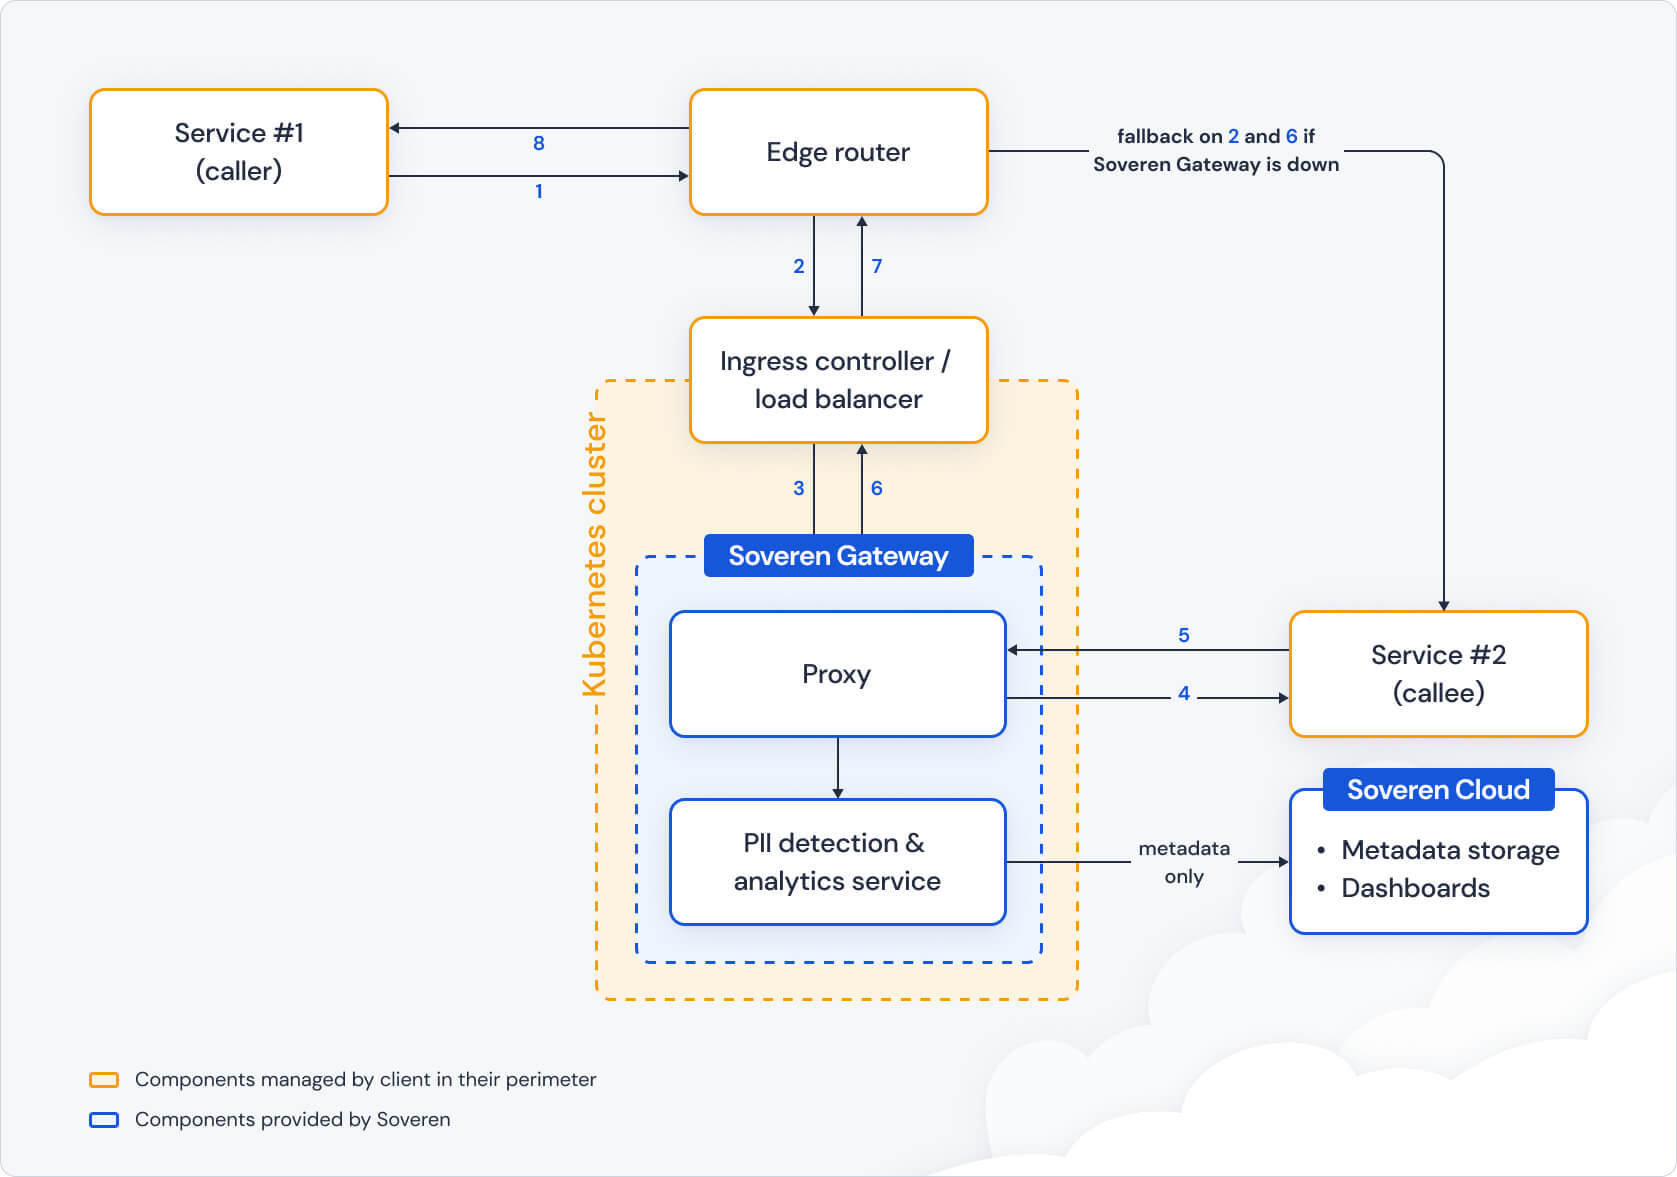 Service #1
(caller)
8
1
Edge router
fallback on 2 and 6 if
Soveren Gateway is down
2
7
Ingress controller /
load balancer
Kubernetes cluster
3
6
Soveren Gateway
Proxy
5
4
Service #2
(callee)
PII detection &
analytics service
metadata
only
Soveren Cloud
• Metadata storage
• Dashboards
Components managed by client in their perimeter
Components provided by Soveren